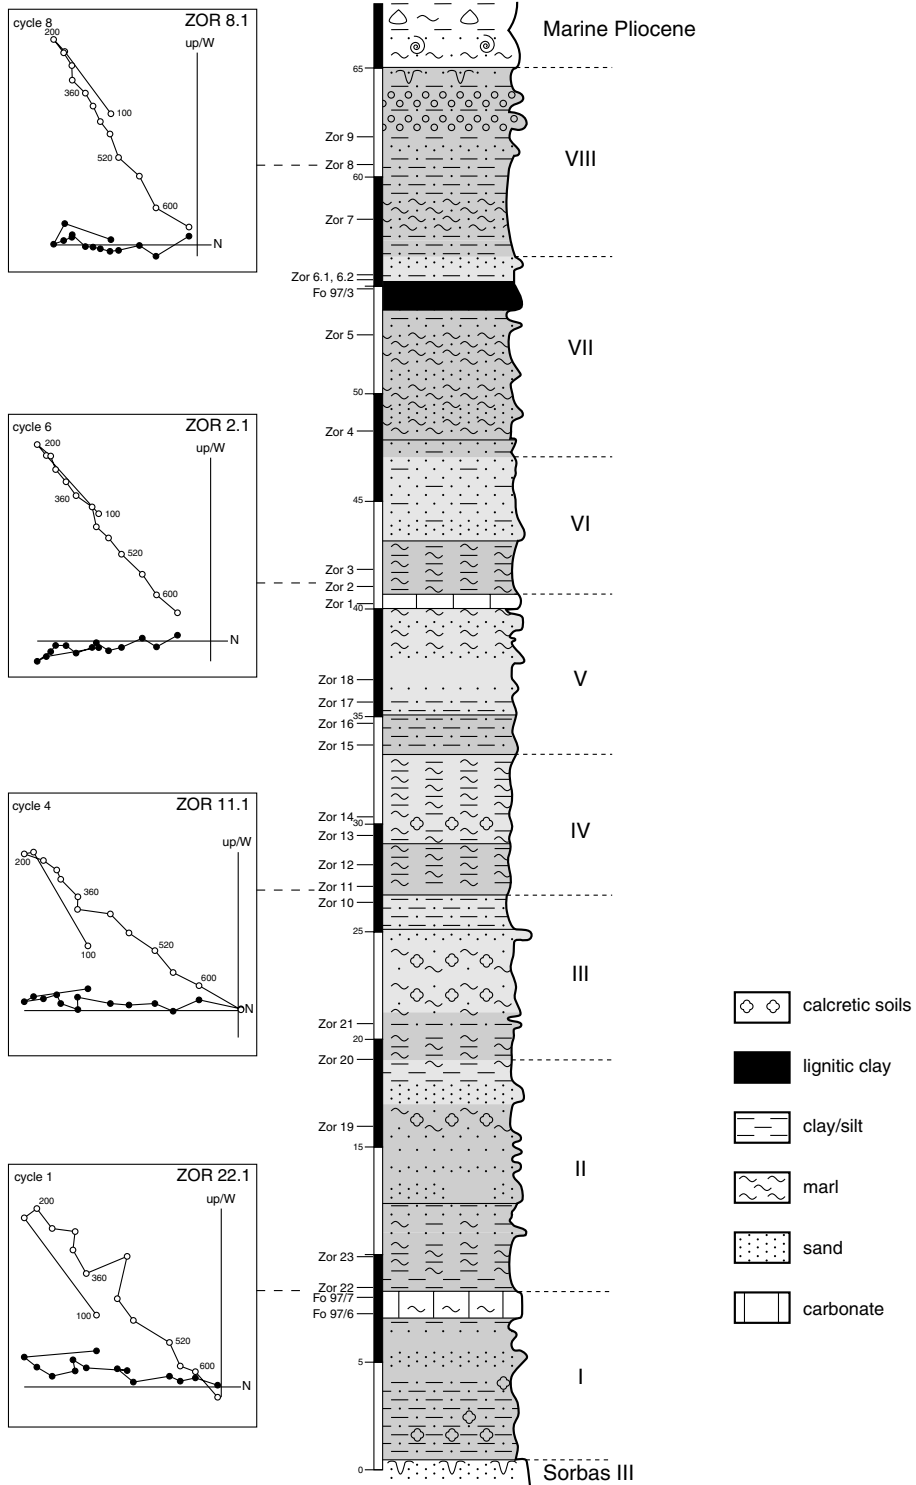 cycle 8
ZOR 8.1
up/W
200
360
100
520
600
N
cycle 6
ZOR 2.1
up/W
200
360
100
520
600
N
cycle 4
ZOR 11.1
up/W
200
360
520
100
600
N
cycle 1
ZOR 22.1
up/W
200
360
100
520
600
N
Marine Pliocene
65
Zor 9
VIII
Zor 8
60
Zor 7
Zor 6.1, 6.2
Fo 97/3
Zor 5
VII
50
Zor 4
45
VI
Zor 3
Zor 2
Zor 1
40
Zor 18
V
Zor 17
35
Zor 16
Zor 15
Zor 14
30
IV
Zor 13
Zor 12
Zor 11
Zor 10
25
III
Zor 21
20
Zor 20
Zor 19
15
II
Zor 23
Zor 22
Fo 97/7
Fo 97/6
5
I
0
Sorbas III
calcretic soils
lignitic clay
clay/silt
marl
sand
carbonate